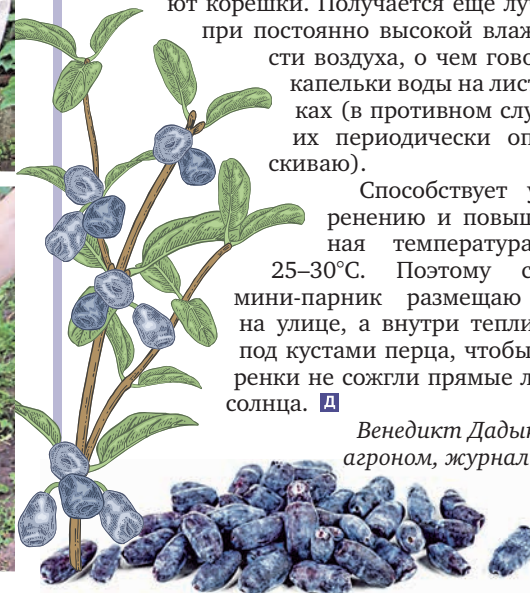 ют корешки. Получается еще лу
при постоянно высокой влаж
сти воздуха, о чем гово
капельки воды на лист
ках (в противном слу
их периодически оп
скиваю).
Способствует у
ренению и повыш
ная температура
25–30°С. Поэтому с
мини-парник размещаю
на улице, а внутри тепли
под кустами перца, чтобы
ренки не сожгли прямые л
солнца. Д
Венедикт Дады
агроном, журнал